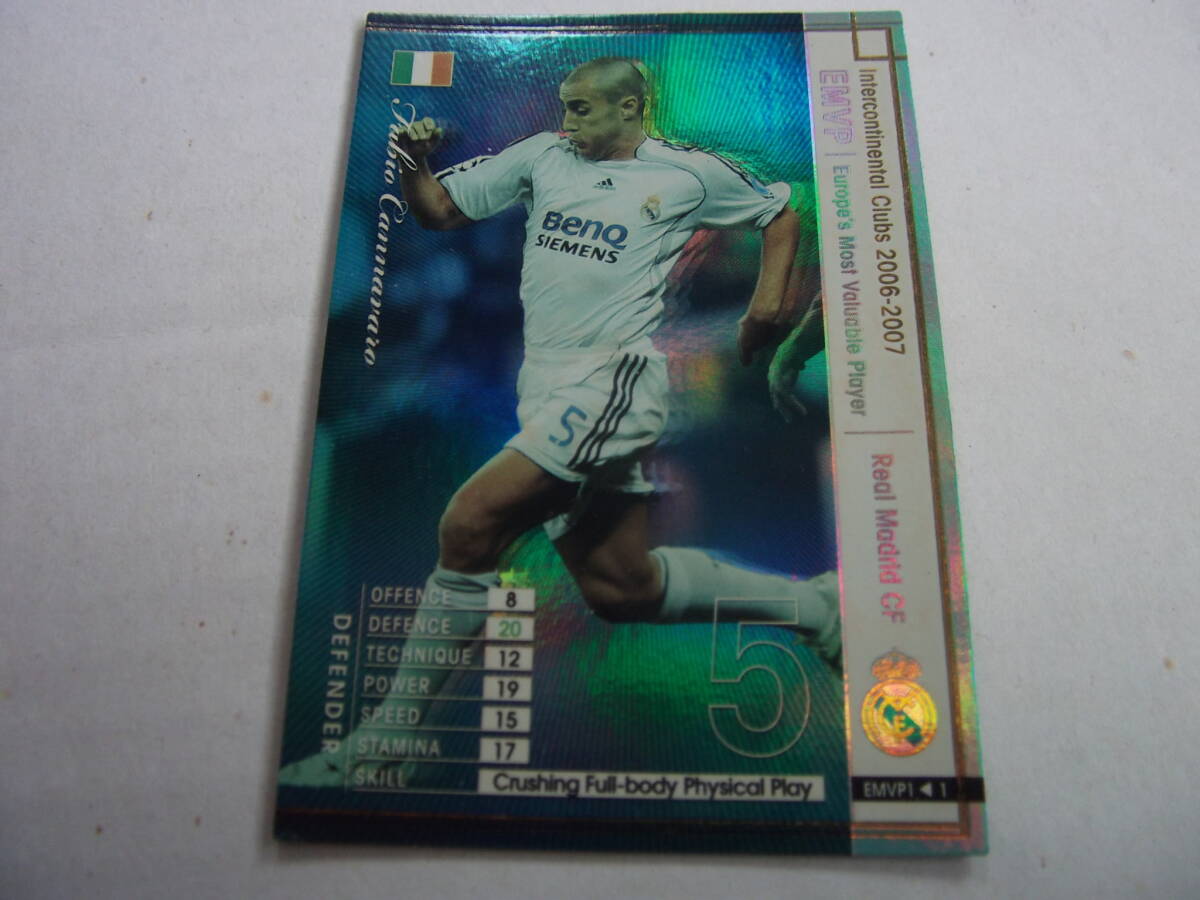 Intercontinental Clubs 2006-2007
EMVP | Europe's Most Valuable Player | Real Madrid CF
Fabio Cannavaro
adidas
BenQ
SIEMENS
5
DEFENDER
OFFENCE 8
DEFENCE 20
TECHNIQUE 12
POWER 19
SPEED 15
STAMINA 17
SKILL Crushing Full-body Physical Play
5
EMVP1 ◀ 1